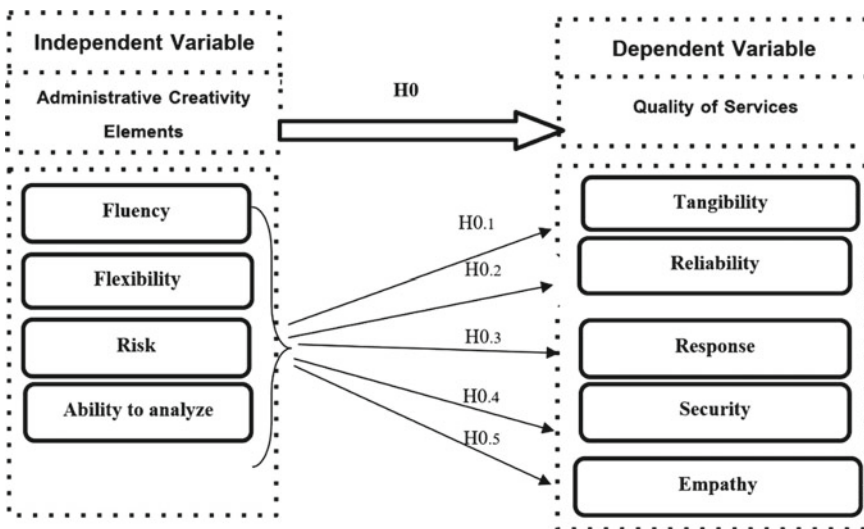 Independent Variable
Administrative Creativity
Elements
Fluency
Flexibility
Risk
Ability to analyze
H0
H0.1
H0.2
H0.3
H0.4
H0.5
Dependent Variable
Quality of Services
Tangibility
Reliability
Response
Security
Empathy